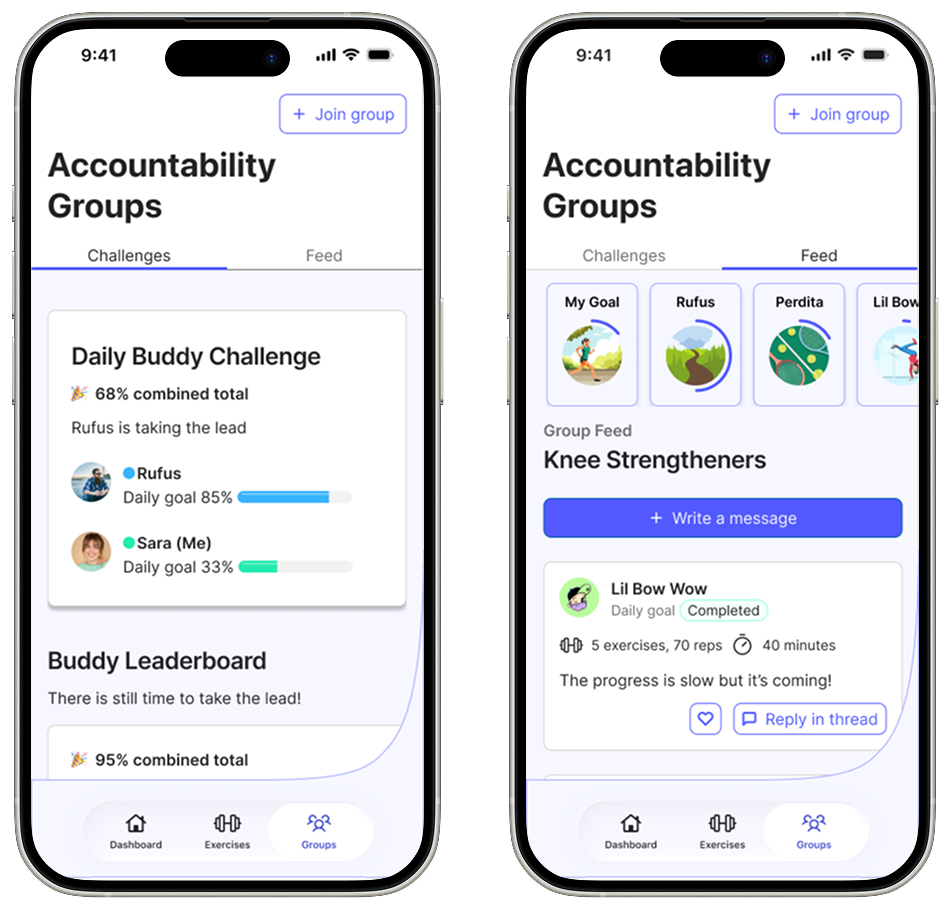 9:41
+ Join group
Accountability
Groups
Challenges Feed
Daily Buddy Challenge
🎉 68% combined total
Rufus is taking the lead
Rufus
Daily goal 85%
Sara (Me)
Daily goal 33%
Buddy Leaderboard
There is still time to take the lead!
🎉 95% combined total
Dashboard Exercises Groups
9:41
+ Join group
Accountability
Groups
Challenges Feed
My Goal Rufus Perdita Lil Bow
Group Feed
Knee Strengtheners
+ Write a message
Lil Bow Wow
Daily goal Completed
5 exercises, 70 reps 40 minutes
The progress is slow but it’s coming!
Reply in thread
Dashboard Exercises Groups